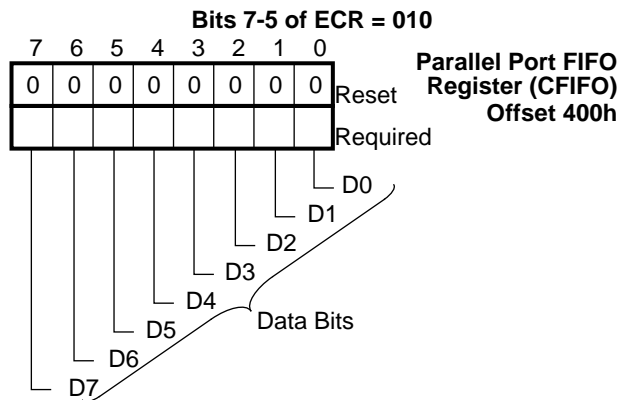 Bits 7-5 of ECR = 010
7 6 5 4 3 2 1 0
Parallel Port FIFO
Register (CFIFO)
Offset 400h
0 0 0 0 0 0 0 0 Reset
Required
D0
D1
D2
D3
D4
D5
D6
D7
Data Bits